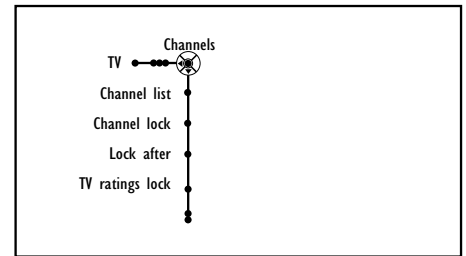 Channels
TV
Channel list
Channel lock
Lock after
TV ratings lock